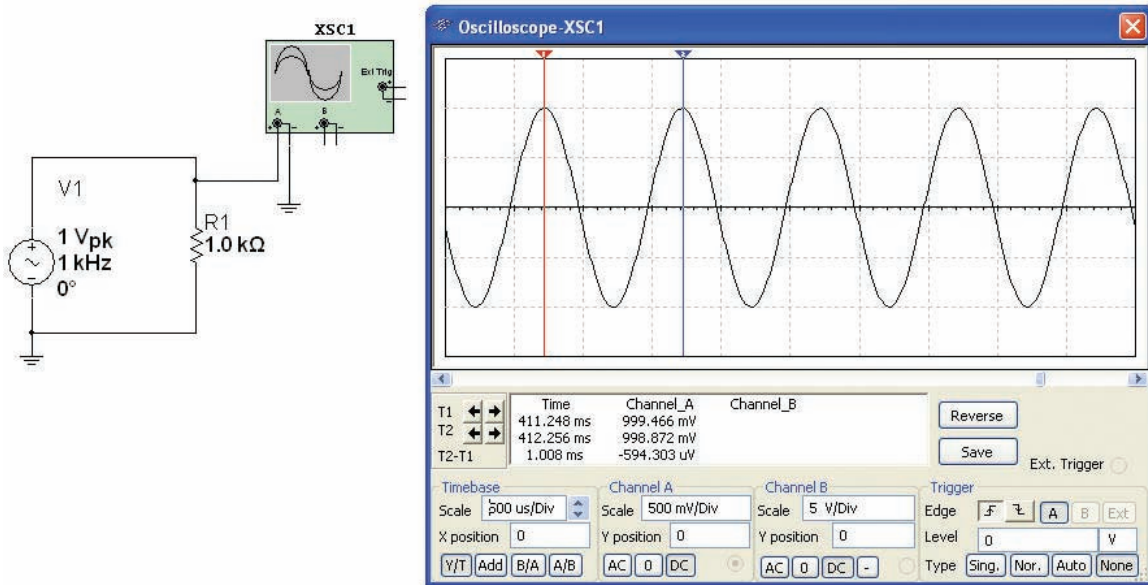 XSC1
Ext Trig
+
-
A
B
+ - + -
V1
1 Vpk
1 kHz
0°
+
-
R1
1.0 kΩ
Oscilloscope-XSC1
1
2
Time Channel_A Channel_B
T1 411.248 ms 999.466 mV
T2 412.256 ms 998.872 mV
T2-T1 1.008 ms -594.303 uV
Reverse
Save
Ext. Trigger
Timebase
Scale 500 us/Div
X position 0
Y/T Add B/A A/B
Channel A
Scale 500 mV/Div
Y position 0
AC 0 DC
Channel B
Scale 5 V/Div
Y position 0
AC 0 DC -
Trigger
Edge A B Ext
Level 0 V
Type Sing. Nor. Auto None